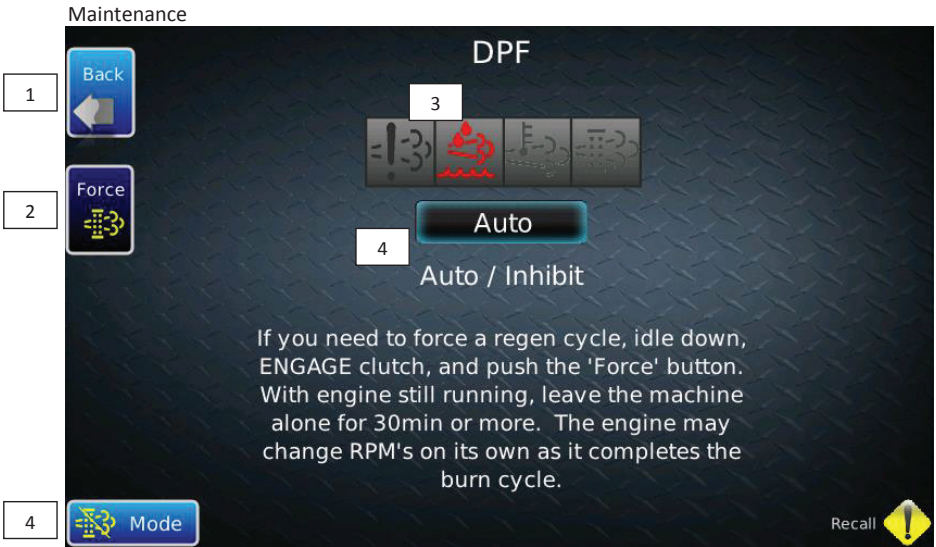 Maintenance
DPF
1
Back
3
2
Force
Auto
4
Auto / Inhibit
If you need to force a regen cycle, idle down,
ENGAGE clutch, and push the 'Force' button.
With engine still running, leave the machine
alone for 30min or more.  The engine may
change RPM's on its own as it completes the
burn cycle.
4
Mode
Recall